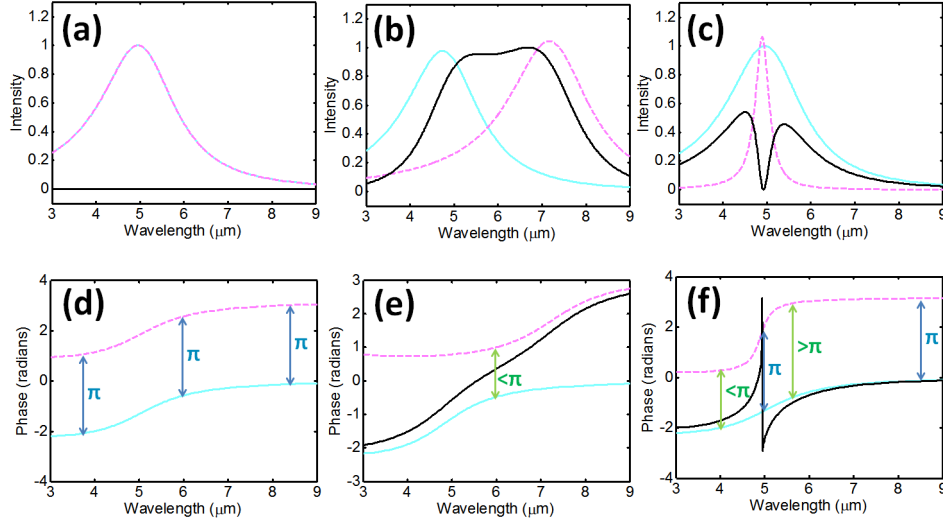 (a)
Intensity
1.2
1
0.8
0.6
0.4
0.2
0
3 4 5 6 7 8 9
Wavelength (μm)
(b)
Intensity
1.2
1
0.8
0.6
0.4
0.2
0
3 4 5 6 7 8 9
Wavelength (μm)
(c)
Intensity
1.2
1
0.8
0.6
0.4
0.2
0
3 4 5 6 7 8 9
Wavelength (μm)
(d)
Phase (radians)
4
2
0
-2
-4
π
π
π
3 4 5 6 7 8 9
Wavelength (μm)
(e)
Phase (radians)
3
2
1
0
-1
-2
-3
<π
3 4 5 6 7 8 9
Wavelength (μm)
(f)
Phase (radians)
4
2
0
-2
-4
<π
π
>π
π
3 4 5 6 7 8 9
Wavelength (μm)